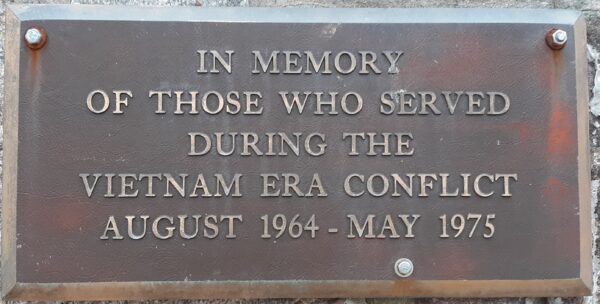 IN MEMORY
OF THOSE WHO SERVED
DURING THE
VIETNAM ERA CONFLICT
AUGUST 1964 - MAY 1975